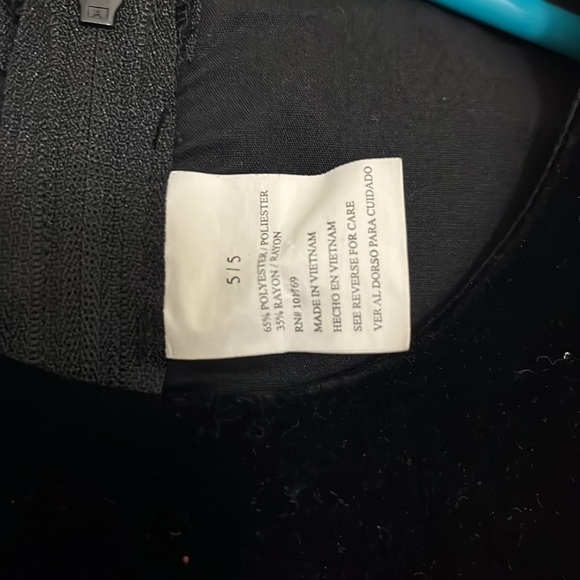 5/5
65% POLYESTER / POLIESTER
35% RAYON / RAYON
RN#
MADE IN VIETNAM
HECHO EN VIETNAM
SEE REVERSE FOR CARE
VER AL DORSO PARA CUIDADO